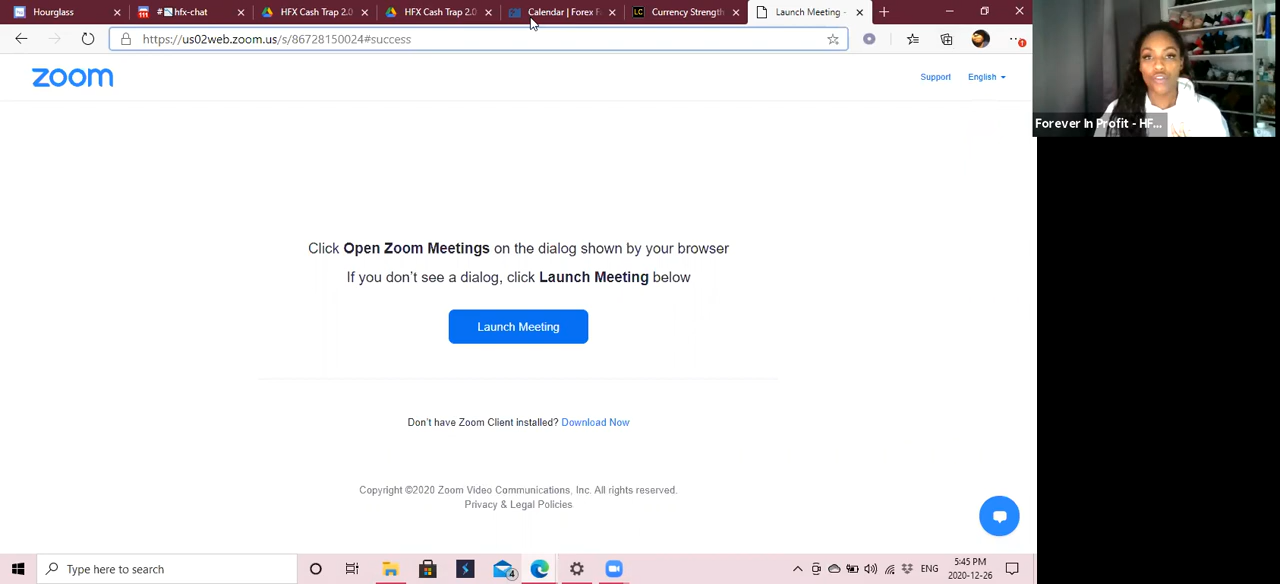 Hourglass
# hfx-chat
HFX Cash Trap 2.0
HFX Cash Trap 2.0
Calendar | Forex F
Currency Strength
Launch Meeting -
https://us02web.zoom.us/s/86728150024#success
zoom
Support
English
Forever In Profit - HF...
Click Open Zoom Meetings on the dialog shown by your browser
If you don't see a dialog, click Launch Meeting below
Launch Meeting
Don't have Zoom Client installed? Download Now
Copyright ©2020 Zoom Video Communications, Inc. All rights reserved.
Privacy & Legal Policies
Type here to search
4
ENG
5:45 PM
2020-12-26